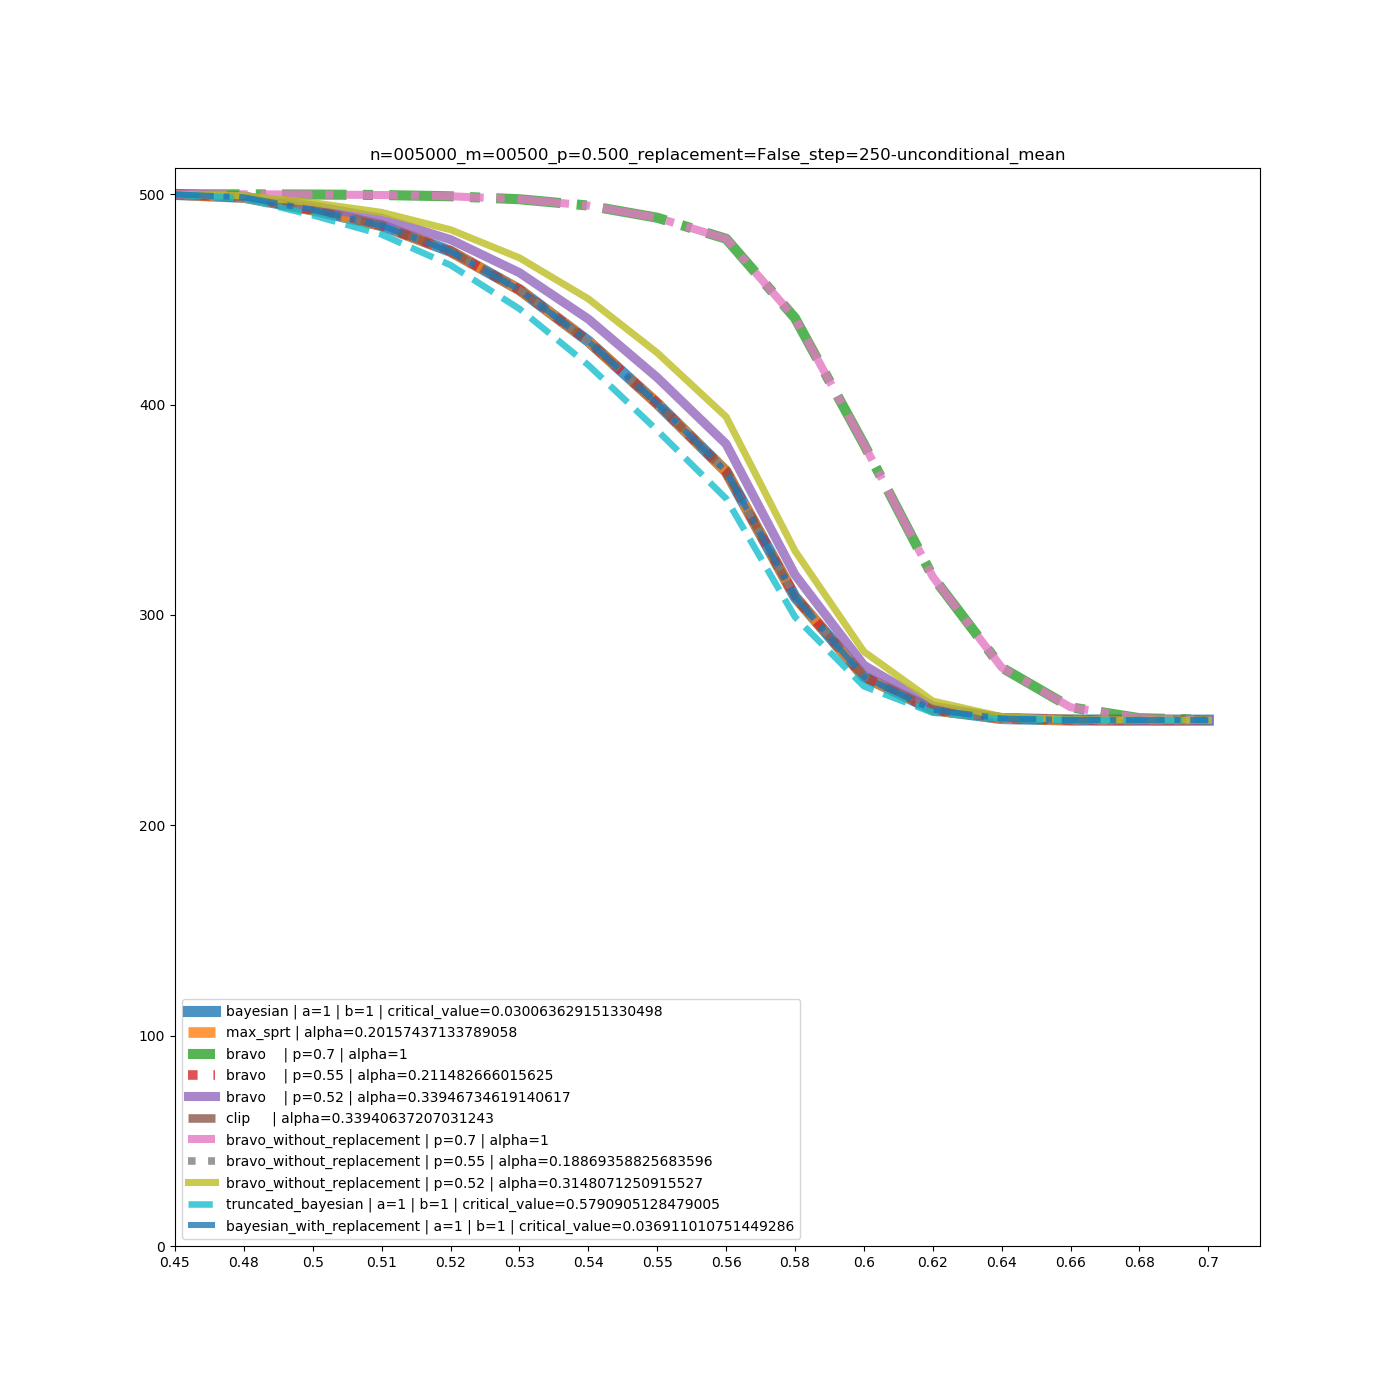 n=005000_m=00500_p=0.500_replacement=False_step=250-unconditional_mean
500
400
300
200
100
0
bayesian | a=1 | b=1 | critical_value=0.030063629151330498
max_sprt | alpha=0.20157437133789058
bravo | p=0.7 | alpha=1
bravo | p=0.55 | alpha=0.211482666015625
bravo | p=0.52 | alpha=0.33946734619140617
clip | alpha=0.33940637207031243
bravo_without_replacement | p=0.7 | alpha=1
bravo_without_replacement | p=0.55 | alpha=0.18869358825683596
bravo_without_replacement | p=0.52 | alpha=0.3148071250915527
truncated_bayesian | a=1 | b=1 | critical_value=0.5790905128479005
bayesian_with_replacement | a=1 | b=1 | critical_value=0.036911010751449286
0.45 0.48 0.5 0.51 0.52 0.53 0.54 0.55 0.56 0.58 0.6 0.62 0.64 0.66 0.68 0.7